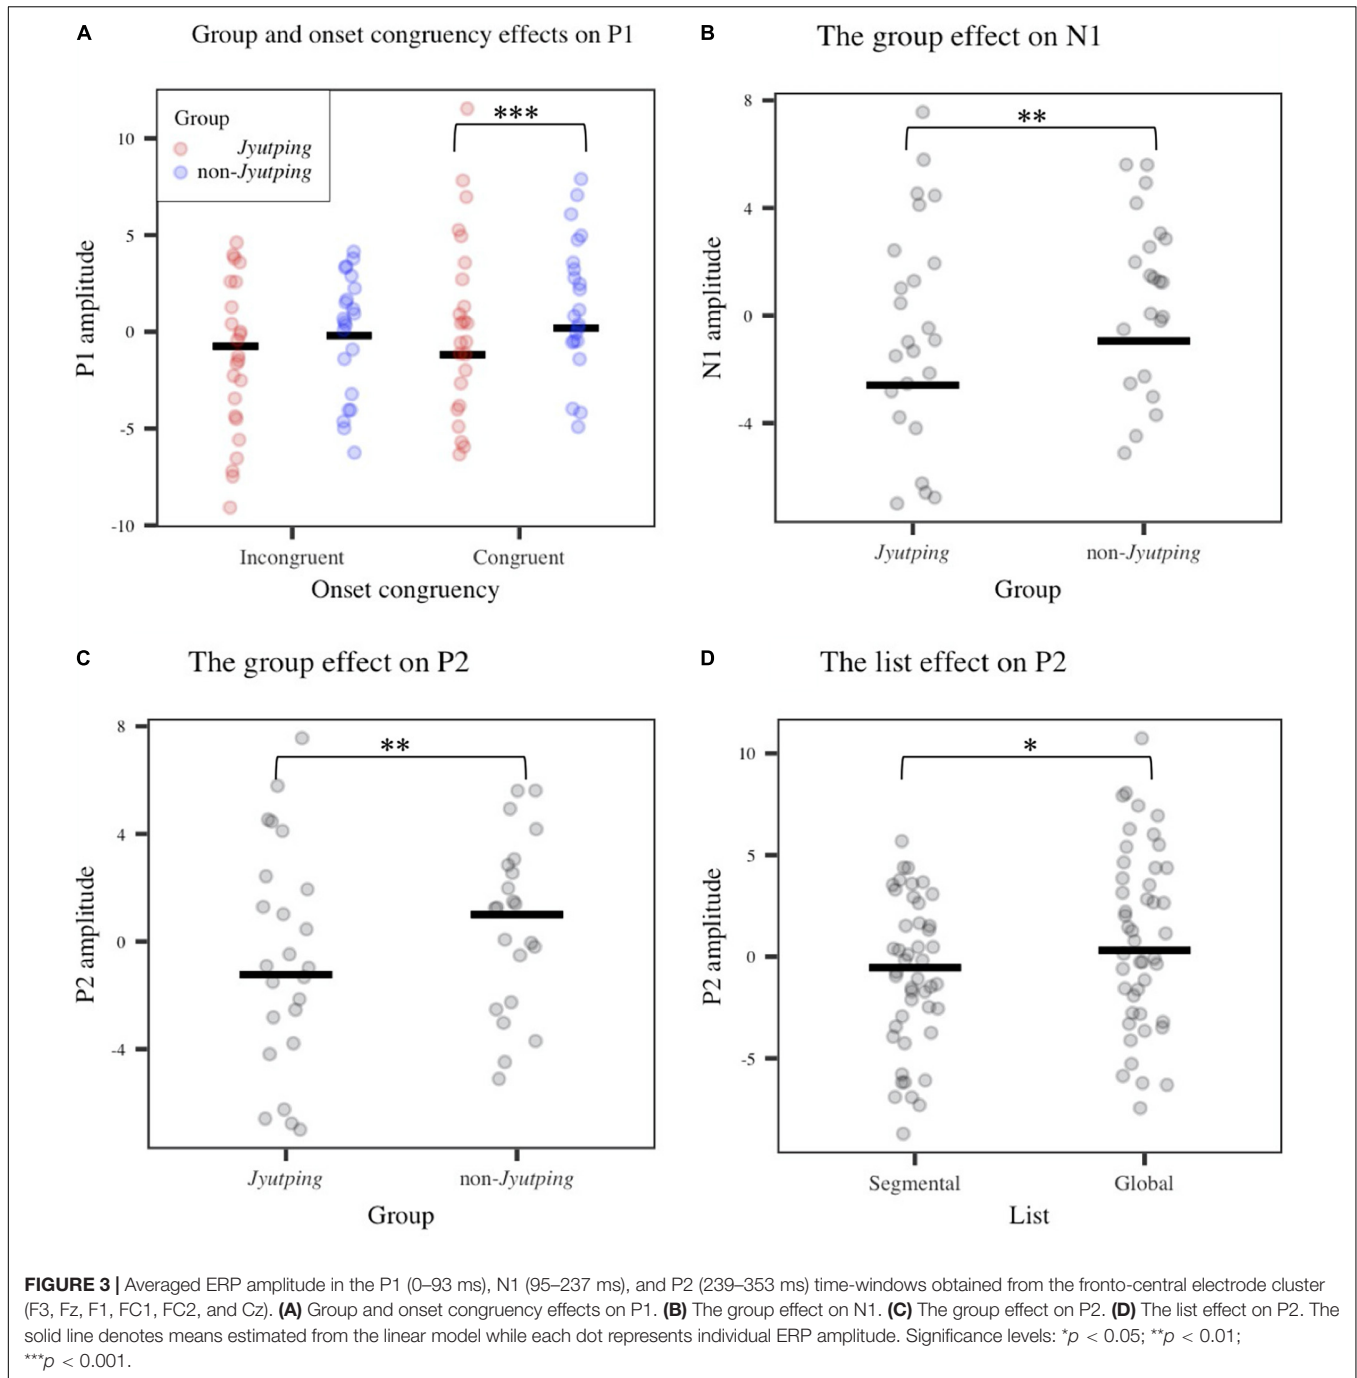 A
Group and onset congruency effects on P1
Group
Jyutping
non-Jyutping
***
10
5
0
-5
-10
P1 amplitude
Incongruent
Congruent
Onset congruency
B
The group effect on N1
**
8
4
0
-4
N1 amplitude
Jyutping
non-Jyutping
Group
C
The group effect on P2
**
8
4
0
-4
P2 amplitude
Jyutping
non-Jyutping
Group
D
The list effect on P2
*
10
5
0
-5
P2 amplitude
Segmental
Global
List
FIGURE 3 | Averaged ERP amplitude in the P1 (0–93 ms), N1 (95–237 ms), and P2 (239–353 ms) time-windows obtained from the fronto-central electrode cluster
(F3, Fz, F1, FC1, FC2, and Cz). (A) Group and onset congruency effects on P1. (B) The group effect on N1. (C) The group effect on P2. (D) The list effect on P2. The
solid line denotes means estimated from the linear model while each dot represents individual ERP amplitude. Significance levels: *p < 0.05; **p < 0.01;
***p < 0.001.